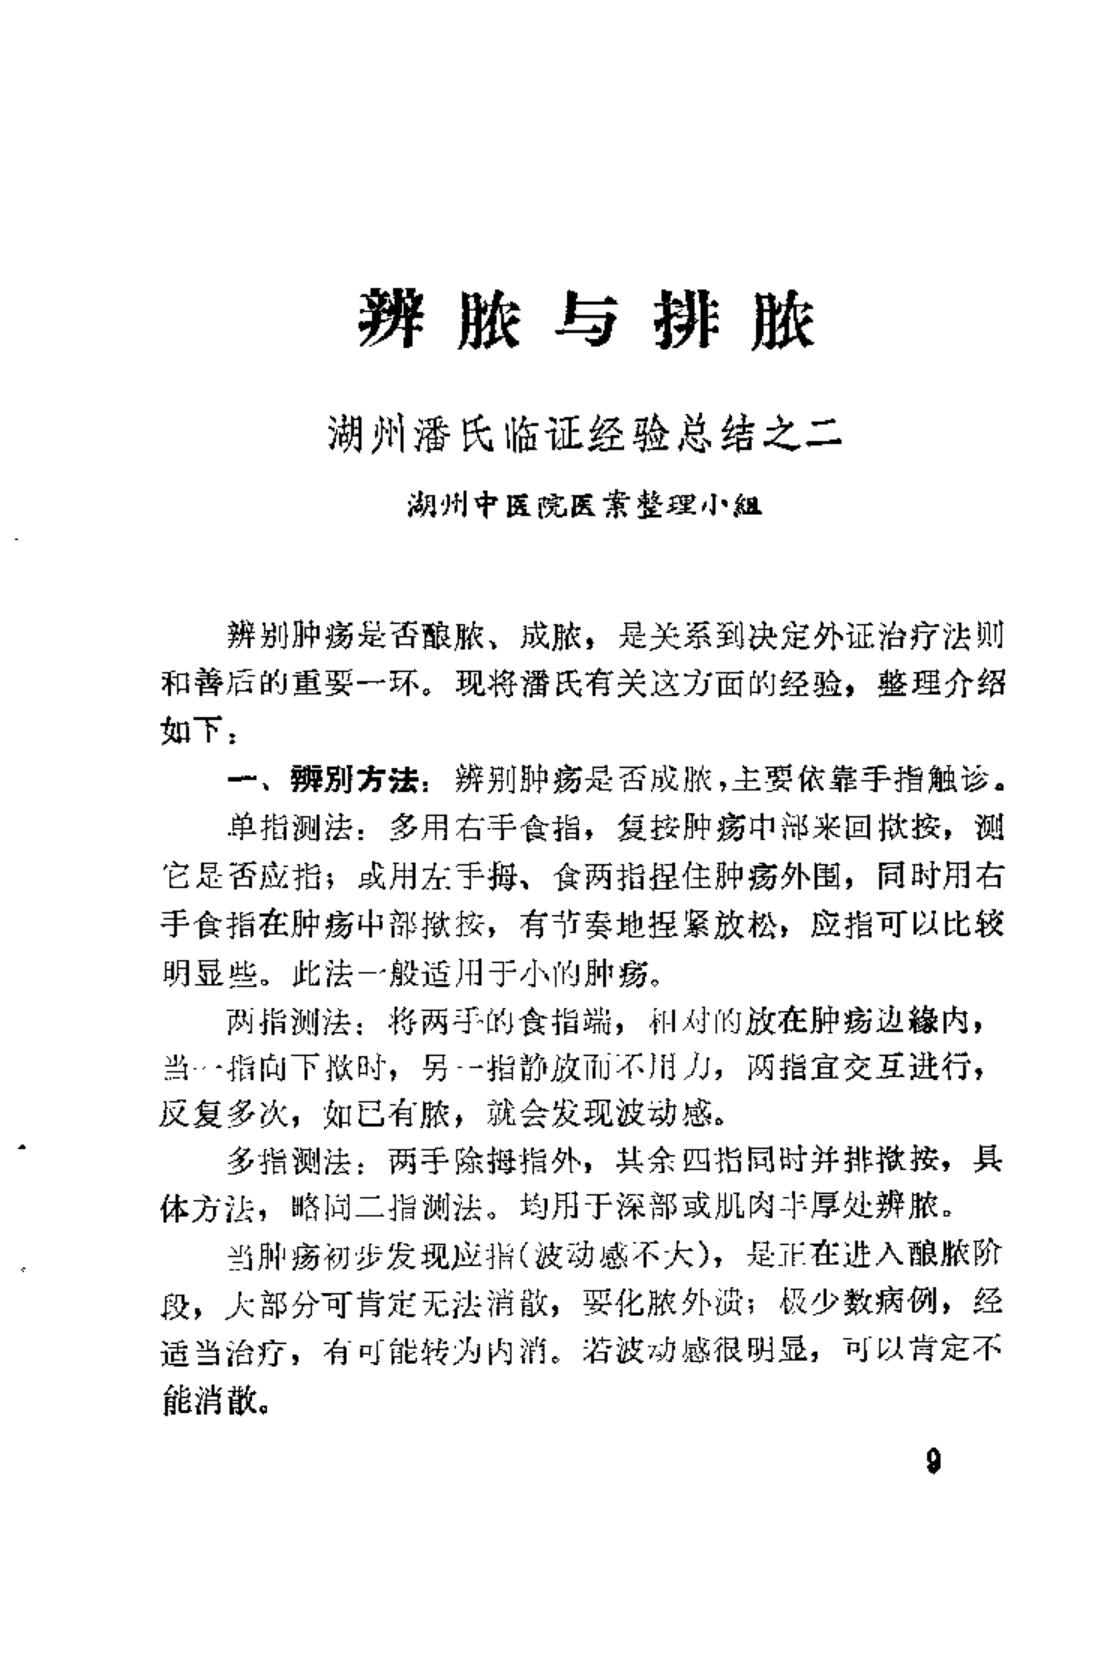 辨脓与排脓
湖州潘氏临证经验总结之二
湖州中医院医案整理小组
辨别肿疡是否酿脓、成脓，是关系到决定外证治疗法则
和善后的重要一环。现将潘氏有关这方面的经验，整理介绍
如下：
一、辨别方法：辨别肿疡是否成脓，主要依靠手指触诊。
单指测法：多用右手食指，复按肿疡中部来回揿按，测
它是否应指；或用左手拇、食两指捏住肿疡外围，同时用右
手食指在肿疡中部揿按，有节奏地捏紧放松，应指可以比较
明显些。此法一般适用于小的肿疡。
两指测法：将两手的食指端，相对的放在肿疡边缘内，
当一指向下揿时，另一指静放而不用力，两指宜交互进行，
反复多次，如已有脓，就会发现波动感。
多指测法：两手除拇指外，其余四指同时并排揿按，具
体方法，略同二指测法。均用于深部或肌肉丰厚处辨脓。
当肿疡初步发现应指（波动感不大），是正在进入酿脓阶
段，大部分可肯定无法消散，要化脓外溃；极少数病例，经
适当治疗，有可能转为内消。若波动感很明显，可以肯定不
能消散。
9